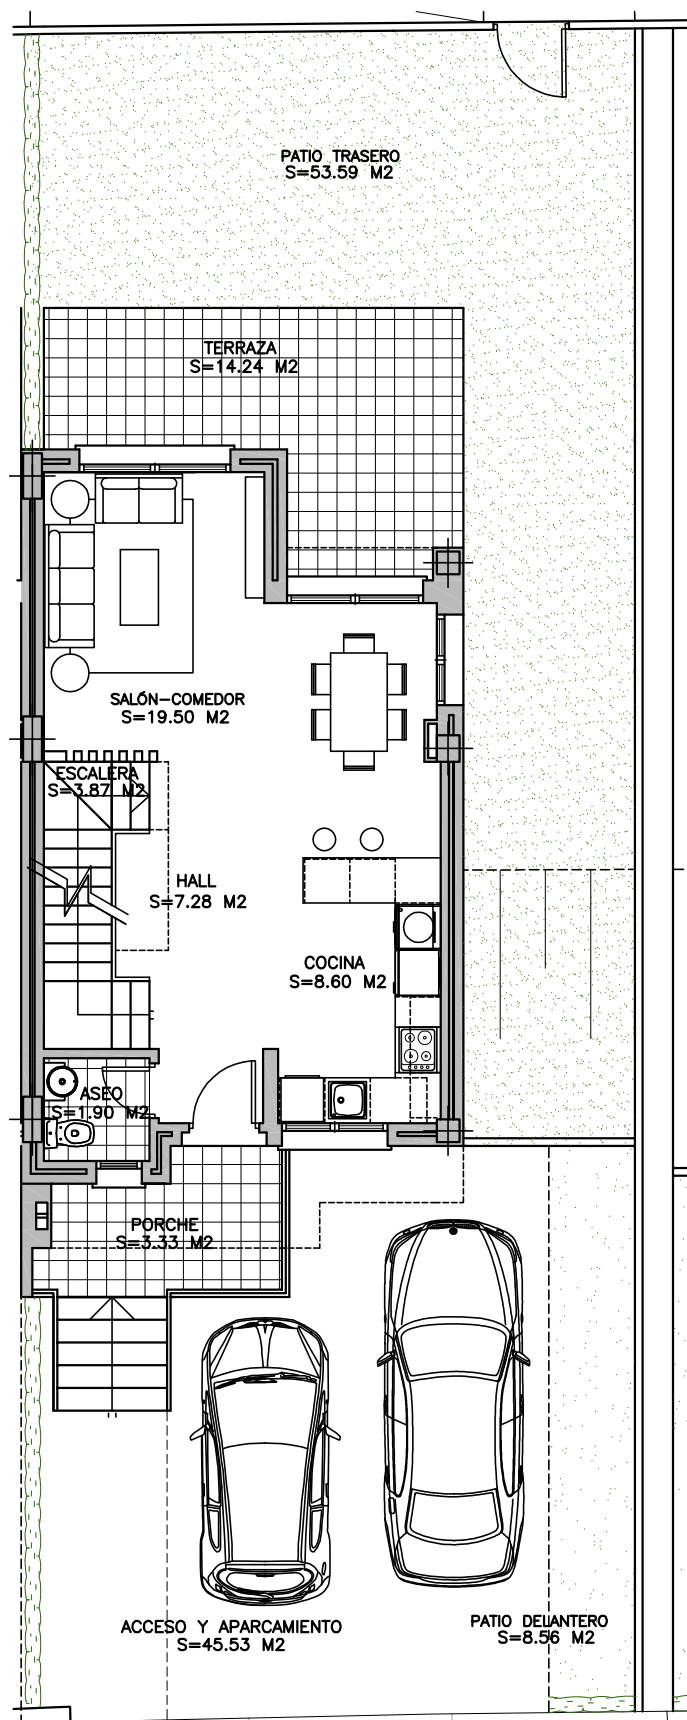 PATIO TRASERO
S=53.59 M2
TERRAZA
S=14.24 M2
SALÓN-COMEDOR
S=19.50 M2
ESCALERA
S=3.87 M2
HALL
S=7.28 M2
COCINA
S=8.60 M2
ASEO
S=1.90 M2
PORCHE
S=3.33 M2
ACCESO Y APARCAMIENTO
S=45.53 M2
PATIO DELANTERO
S=8.56 M2